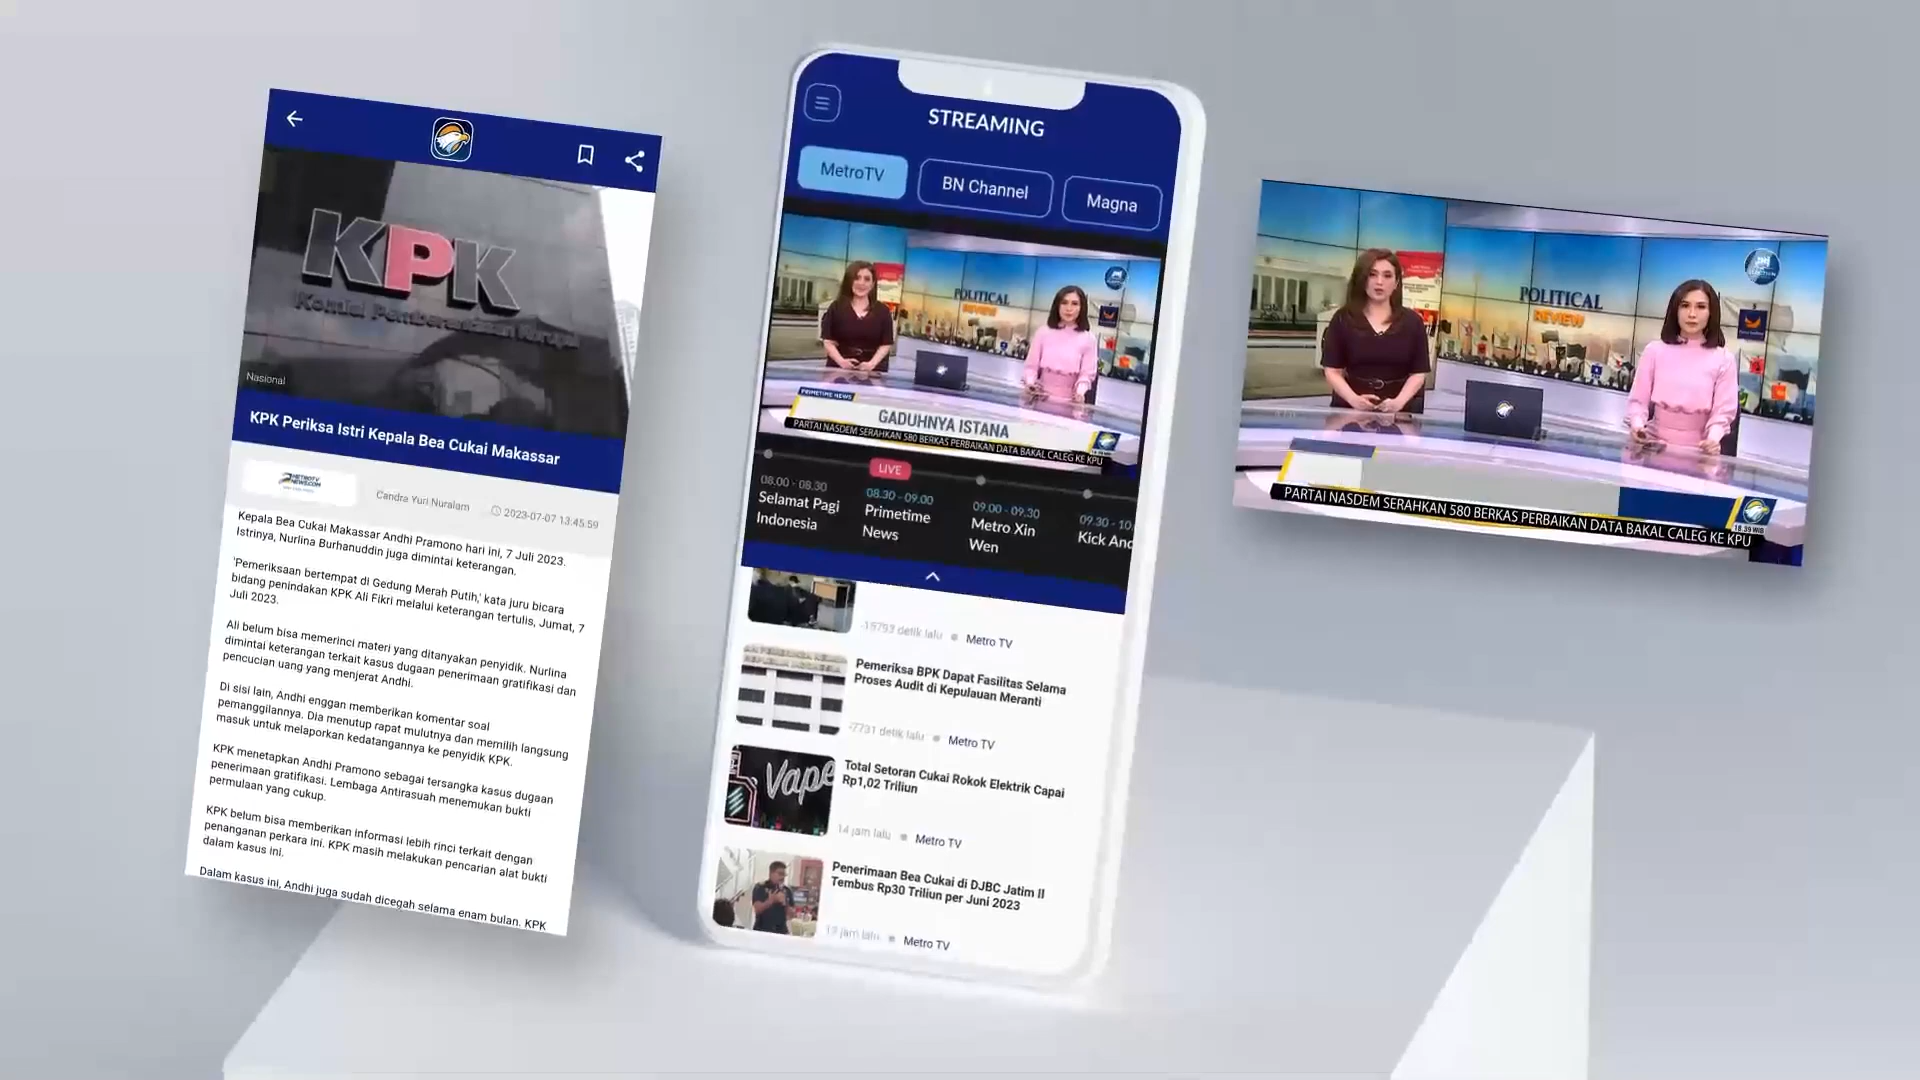 KPK
Komisi Pemberantasan Korupsi
Nasional
KPK Periksa Istri Kepala Bea Cukai Makassar
METROTV
NEWS.COM
Candra Yuri Nuralam
2023-07-07 13:45:59
Kepala Bea Cukai Makassar Andhi Pramono hari ini, 7 Juli 2023.
Istrinya, Nurlina Burhanuddin juga dimintai keterangan.
'Pemeriksaan bertempat di Gedung Merah Putih,' kata juru bicara
bidang penindakan KPK Ali Fikri melalui keterangan tertulis, Jumat, 7
Juli 2023.
Ali belum bisa memerinci materi yang ditanyakan penyidik. Nurlina
dimintai keterangan terkait kasus dugaan penerimaan gratifikasi dan
pencucian uang yang menjerat Andhi.
Di sisi lain, Andhi enggan memberikan komentar soal
pemanggilannya. Dia menutup rapat mulutnya dan memilih langsung
masuk untuk melaporkan kedatangannya ke penyidik KPK.
KPK menetapkan Andhi Pramono sebagai tersangka kasus dugaan
penerimaan gratifikasi. Lembaga Antirasuah menemukan bukti
permulaan yang cukup.
KPK belum bisa memberikan informasi lebih rinci terkait dengan
penanganan perkara ini. KPK masih melakukan pencarian alat bukti
dalam kasus ini.
Dalam kasus ini, Andhi juga sudah dicegah selama enam bulan. KPK
STREAMING
MetroTV
BN Channel
Magna
POLITICAL
REVIEW
PRIMETIME NEWS
GADUHNYA ISTANA
PARTAI NASDEM SERAHKAN 580 BERKAS PERBAIKAN DATA BAKAL CALEG KE KPU
LIVE
08.00 - 08.30
Selamat Pagi
Indonesia
08.30 - 09.00
Primetime
News
09.00 - 09.30
Metro Xin
Wen
09.30 - 10.
Kick And
-15793 detik lalu
Metro TV
Pemeriksa BPK Dapat Fasilitas Selama
Proses Audit di Kepulauan Meranti
-7731 detik lalu
Metro TV
Vape
Total Setoran Cukai Rokok Elektrik Capai
Rp1,02 Triliun
14 jam lalu
Metro TV
Penerimaan Bea Cukai di DJBC Jatim II
Tembus Rp30 Triliun per Juni 2023
13 jam lalu
Metro TV
POLITICAL
REVIEW
PARTAI NASDEM SERAHKAN 580 BERKAS PERBAIKAN DATA BAKAL CALEG KE KPU
18.39 WIB